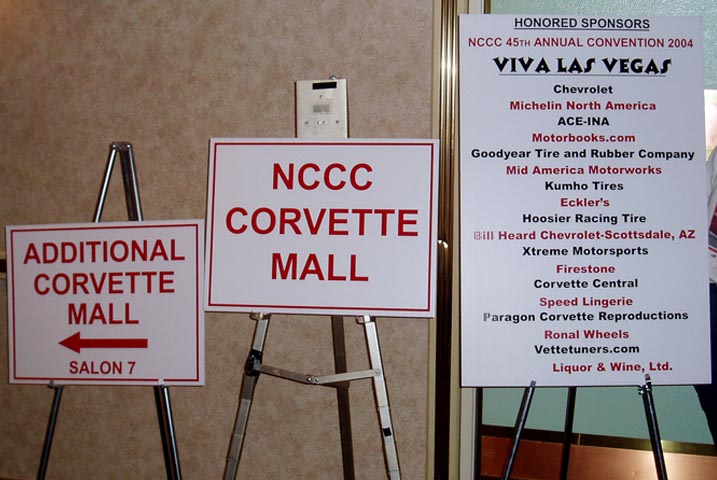 ADDITIONAL
CORVETTE
MALL
SALON 7
NCCC
CORVETTE
MALL
HONORED SPONSORS
NCCC 45TH ANNUAL CONVENTION 2004
VIVA LAS VEGAS
Chevrolet
Michelin North America
ACE-INA
Motorbooks.com
Goodyear Tire and Rubber Company
Mid America Motorworks
Kumho Tires
Eckler's
Hoosier Racing Tire
Bill Heard Chevrolet-Scottsdale, AZ
Xtreme Motorsports
Firestone
Corvette Central
Speed Lingerie
Paragon Corvette Reproductions
Ronal Wheels
Vettetuners.com
Liquor & Wine, Ltd.